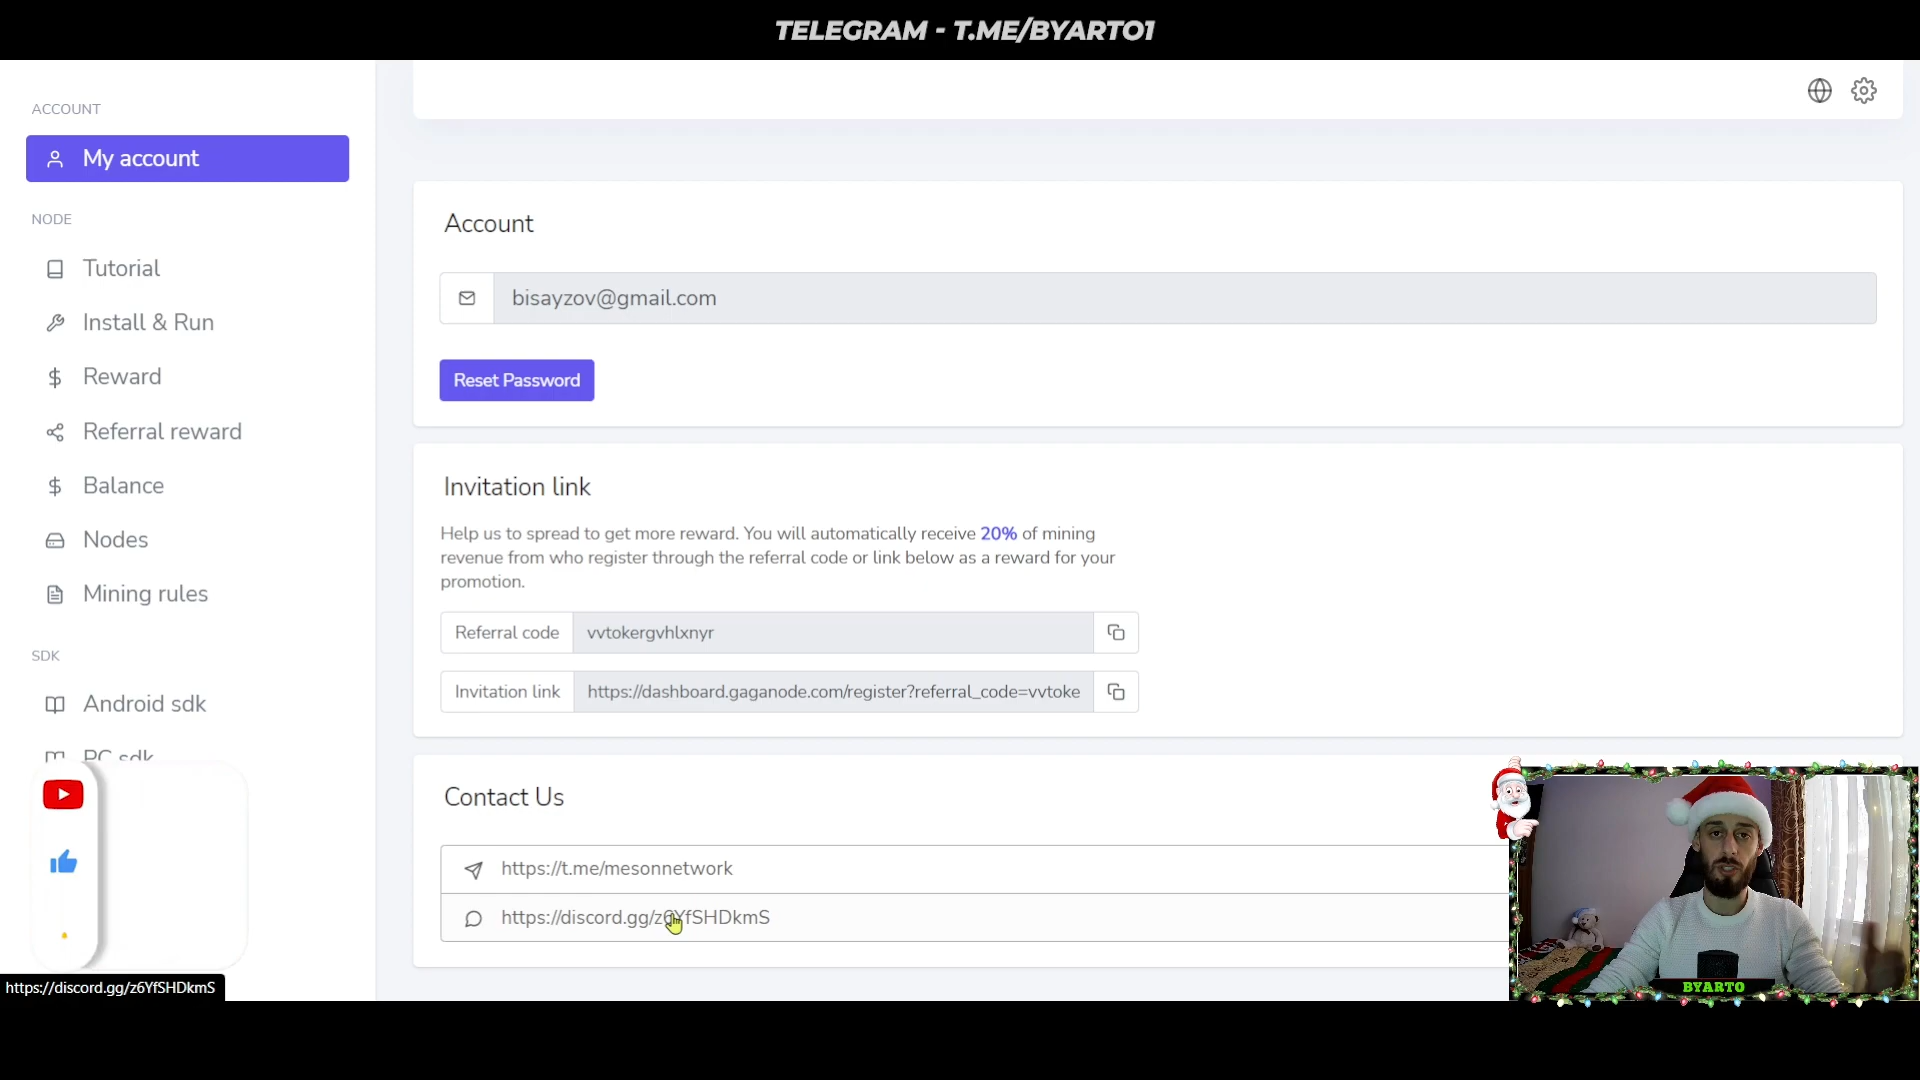 TELEGRAM - T.ME/BYARTO1
ACCOUNT
My account
NODE
Tutorial
Install & Run
Reward
Referral reward
Balance
Nodes
Mining rules
SDK
Android sdk
PC sdk
Account
bisayzov@gmail.com
Reset Password
Invitation link
Help us to spread to get more reward. You will automatically receive 20% of mining
revenue from who register through the referral code or link below as a reward for your
promotion.
Referral code vvtokergvhlxnyr
Invitation link https://dashboard.gaganode.com/register?referral_code=vvtoke
Contact Us
https://t.me/mesonnetwork
https://discord.gg/z6YfSHDkmS
https://discord.gg/z6YfSHDkmS
BYARTO